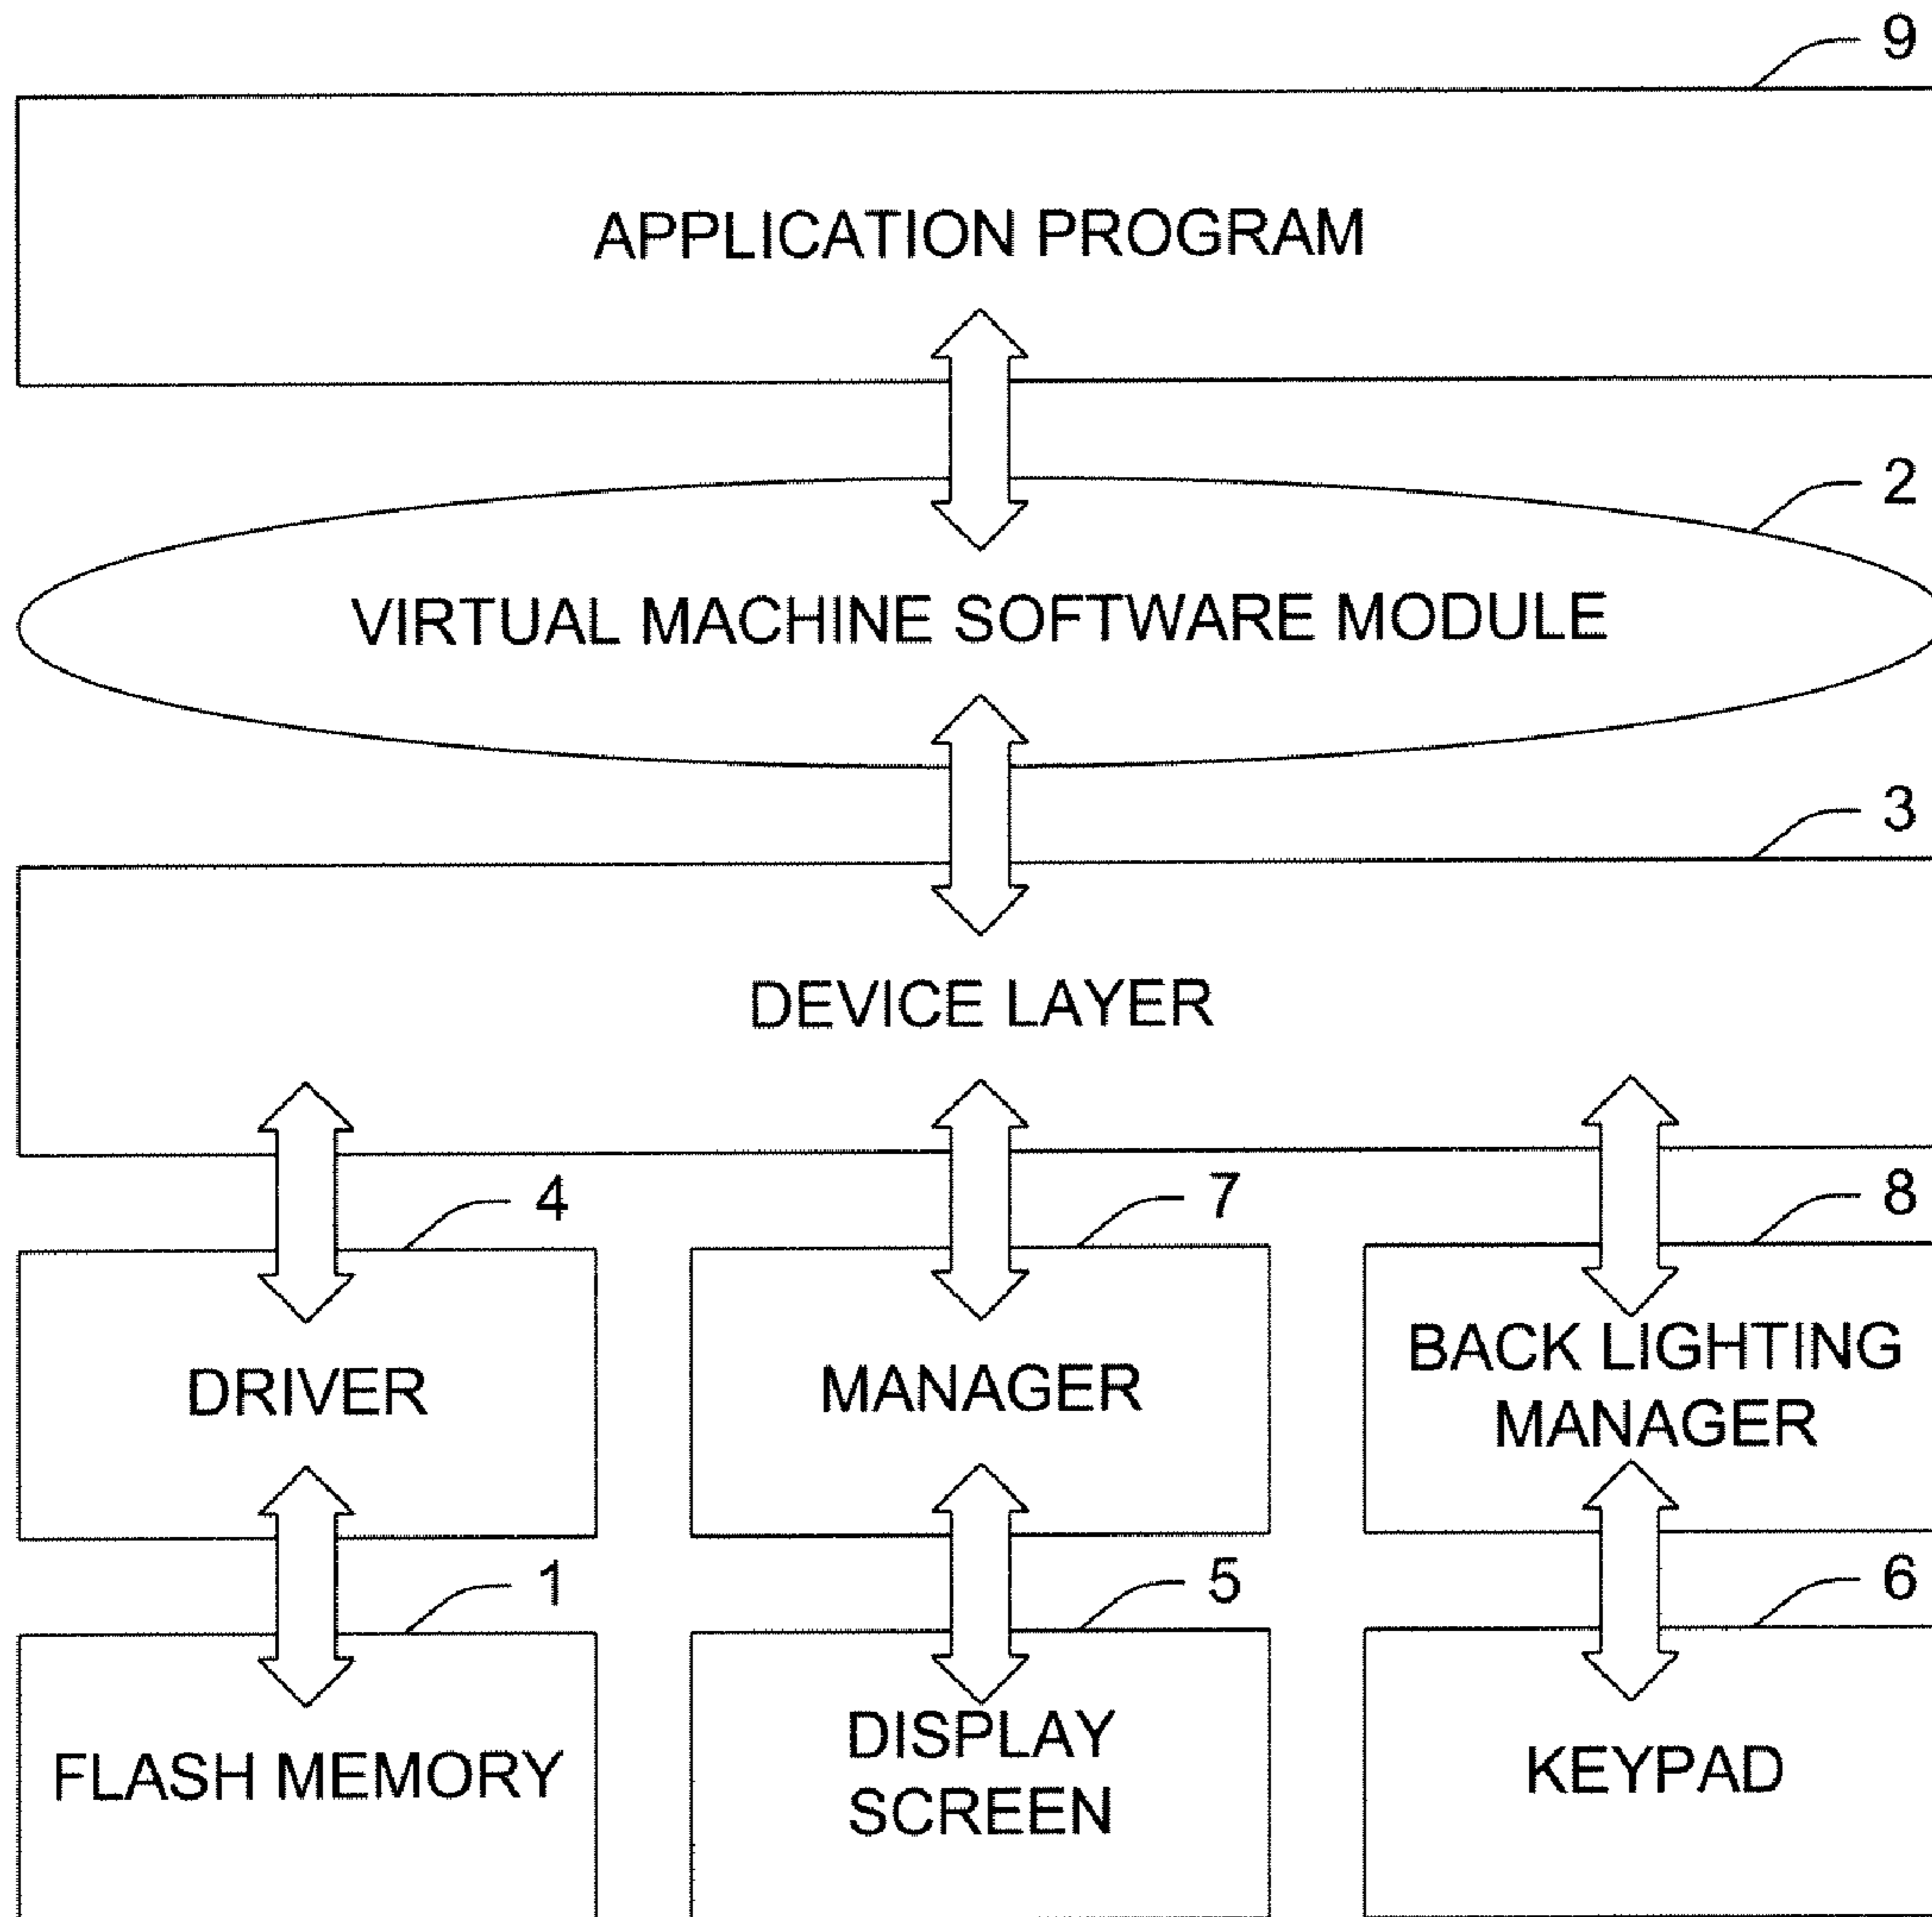 9
APPLICATION PROGRAM
2
VIRTUAL MACHINE SOFTWARE MODULE
3
DEVICE LAYER
4
7
8
DRIVER
MANAGER
BACK LIGHTING
MANAGER
1
5
6
FLASH MEMORY
DISPLAY
SCREEN
KEYPAD